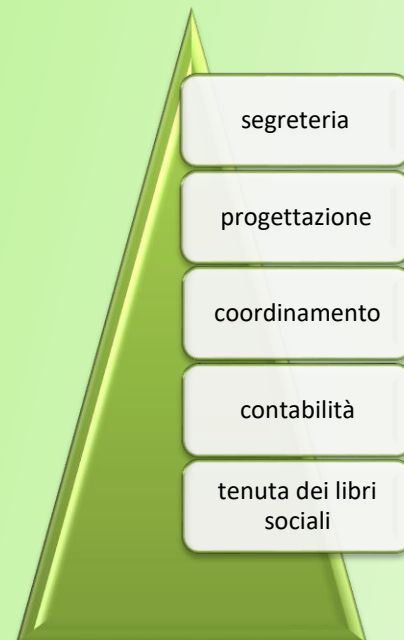 segreteria
progettazione
coordinamento
contabilità
tenuta dei libri
sociali